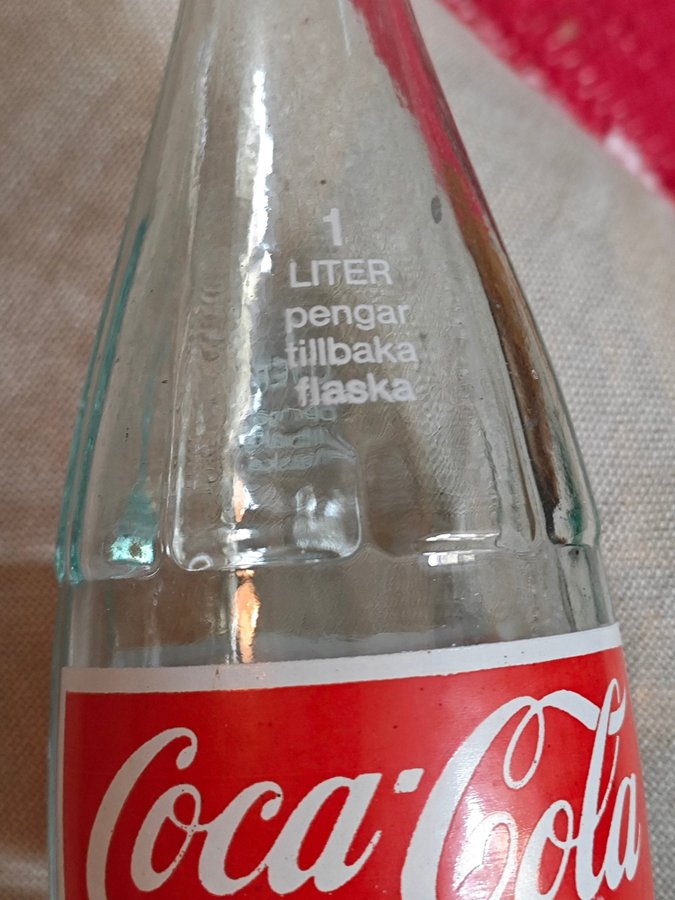 1
LITER
pengar
tillbaka
flaska
Coca-Cola